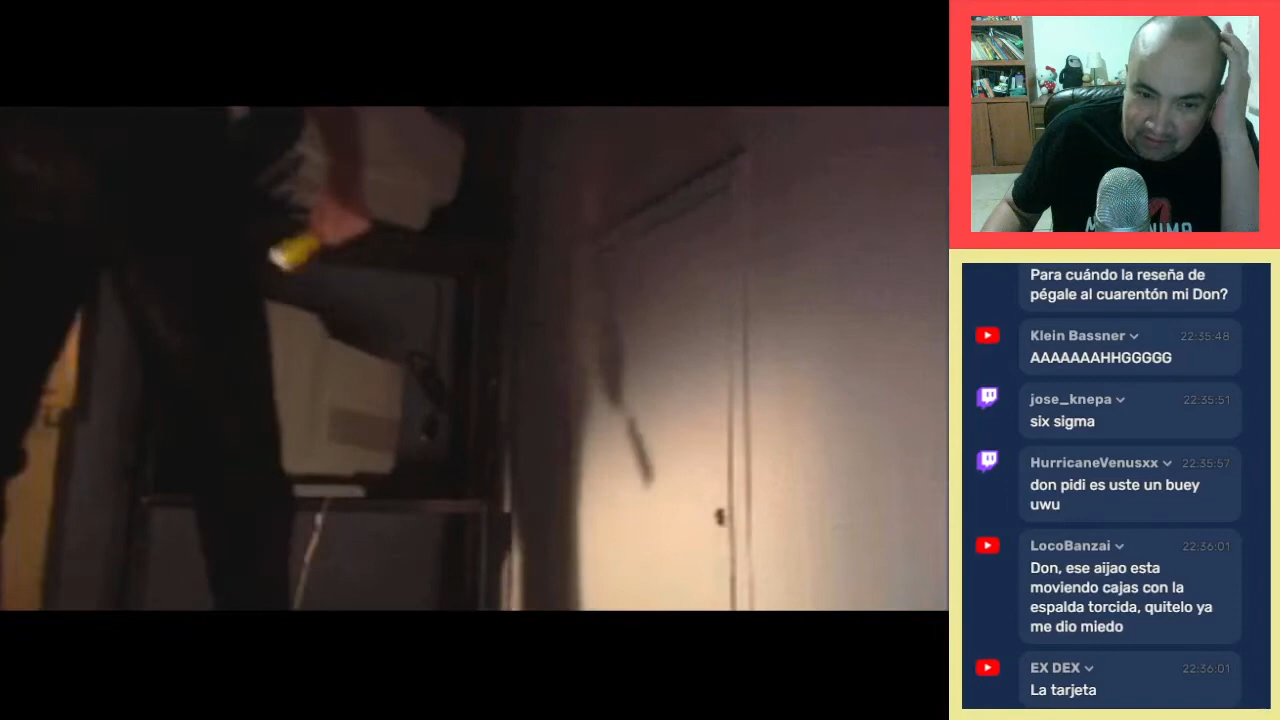 Para cuándo la reseña de
pégale al cuarentón mi Don?
Klein Bassner
22:35:48
AAAAAAAHHGGGGG
jose_knepa
22:35:51
six sigma
HurricaneVenusxx
22:35:57
don pidi es uste un buey
uwu
LocoBanzai
22:36:01
Don, ese aijao esta
moviendo cajas con la
espalda torcida, quitelo ya
me dio miedo
EX DEX
22:36:01
La tarjeta